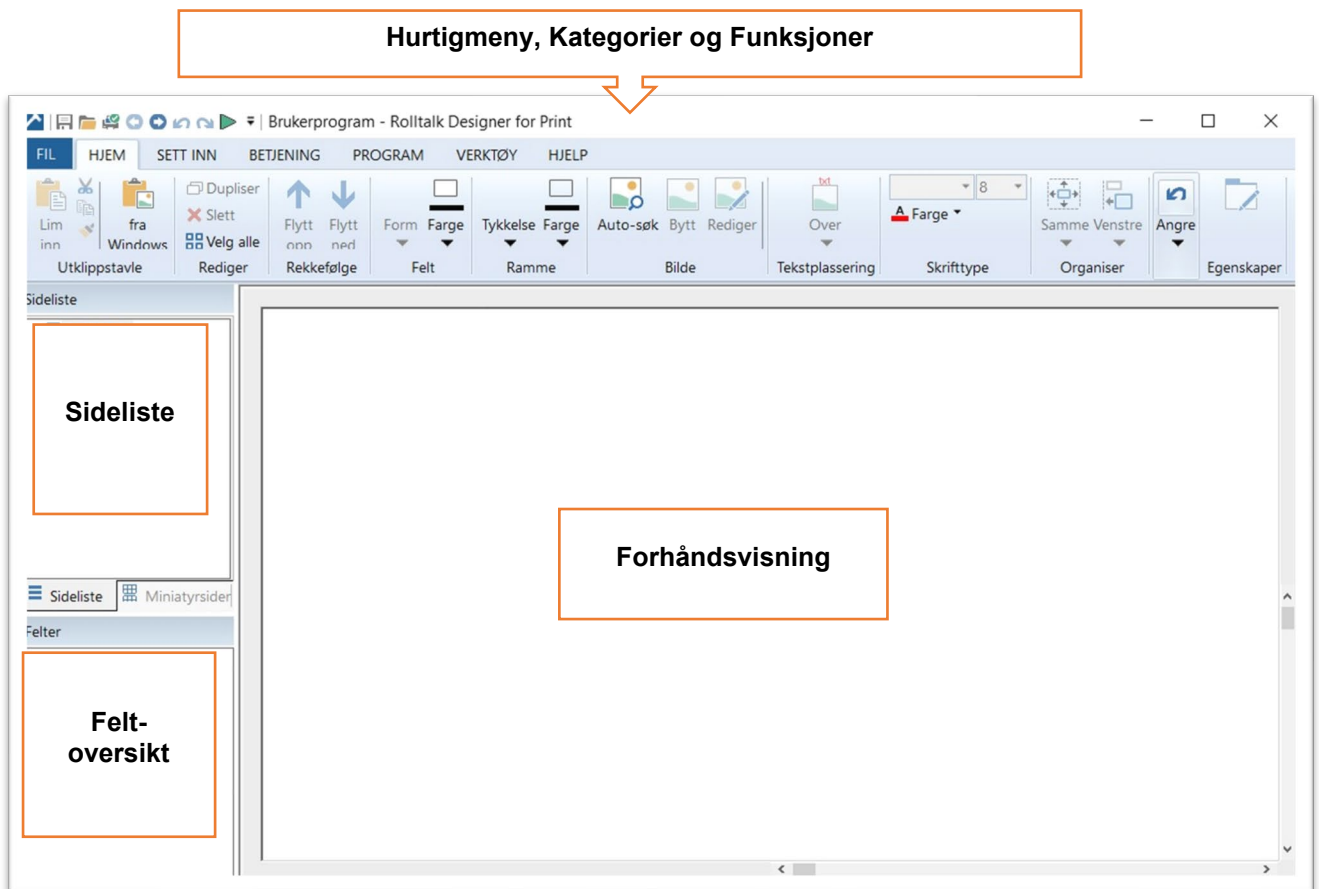 Hurtigmeny, Kategorier og Funksjoner
Brukerprogram - Rolltalk Designer for Print
FIL HJEM SETT INN BETJENING PROGRAM VERKTØY HJELP
Lim inn
fra Windows
Utklippstavle
Dupliser
Slett
Velg alle
Rediger
Flytt opp
Flytt ned
Rekkefølge
Form Farge
Felt
Tykkelse Farge
Ramme
Auto-søk Bytt Rediger
Bilde
txt
Over
Tekstplassering
8
A Farge
Skrifttype
Samme Venstre
Organiser
Angre
Egenskaper
Sideliste
Sideliste
Forhåndsvisning
Sideliste Miniatyrsider
Felter
Felt-
oversikt